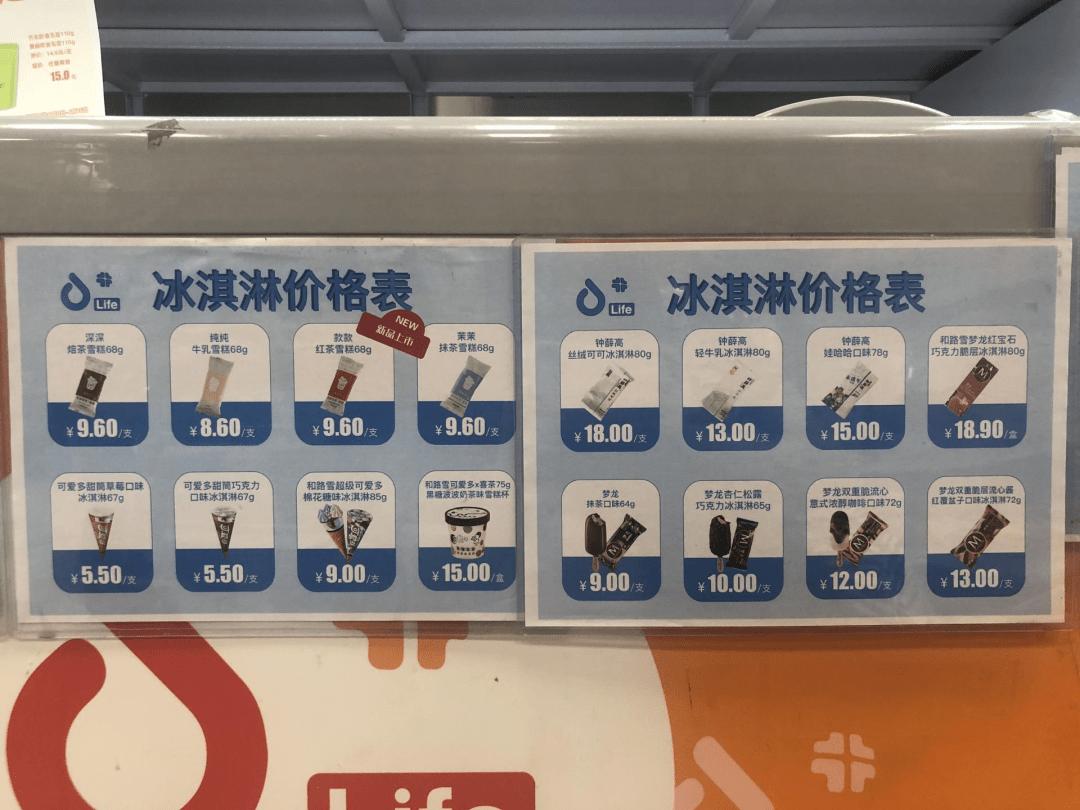 15.0元
Life
冰淇淋价格表
NEW
新品上市
深深
焙茶雪糕68g
¥9.60/支
纯纯
牛乳雪糕68g
¥8.60/支
款款
红茶雪糕68g
¥9.60/支
茉茉
抹茶雪糕68g
¥9.60/支
可爱多甜筒草莓口味
冰淇淋67g
¥5.50/支
可爱多甜筒巧克力
口味冰淇淋67g
¥5.50/支
和路雪超级可爱多
棉花糖味冰淇淋85g
¥9.00/支
和路雪可爱多x喜茶75g
黑糖波波奶茶味雪糕杯
¥15.00/盒
Life
冰淇淋价格表
钟薛高
丝绒可可冰淇淋80g
¥18.00/支
钟薛高
轻牛乳冰淇淋80g
¥13.00/支
钟薛高
娃哈哈口味78g
¥15.00/支
和路雪梦龙红宝石
巧克力脆层冰淇淋80g
¥18.90/盒
梦龙
抹茶口味64g
¥9.00/支
梦龙杏仁松露
巧克力冰淇淋65g
¥10.00/支
梦龙双重脆流心
意式浓醇咖啡口味72g
¥12.00/支
梦龙双重脆层流心酱
红覆盆子口味冰淇淋72g
¥13.00/支
Life